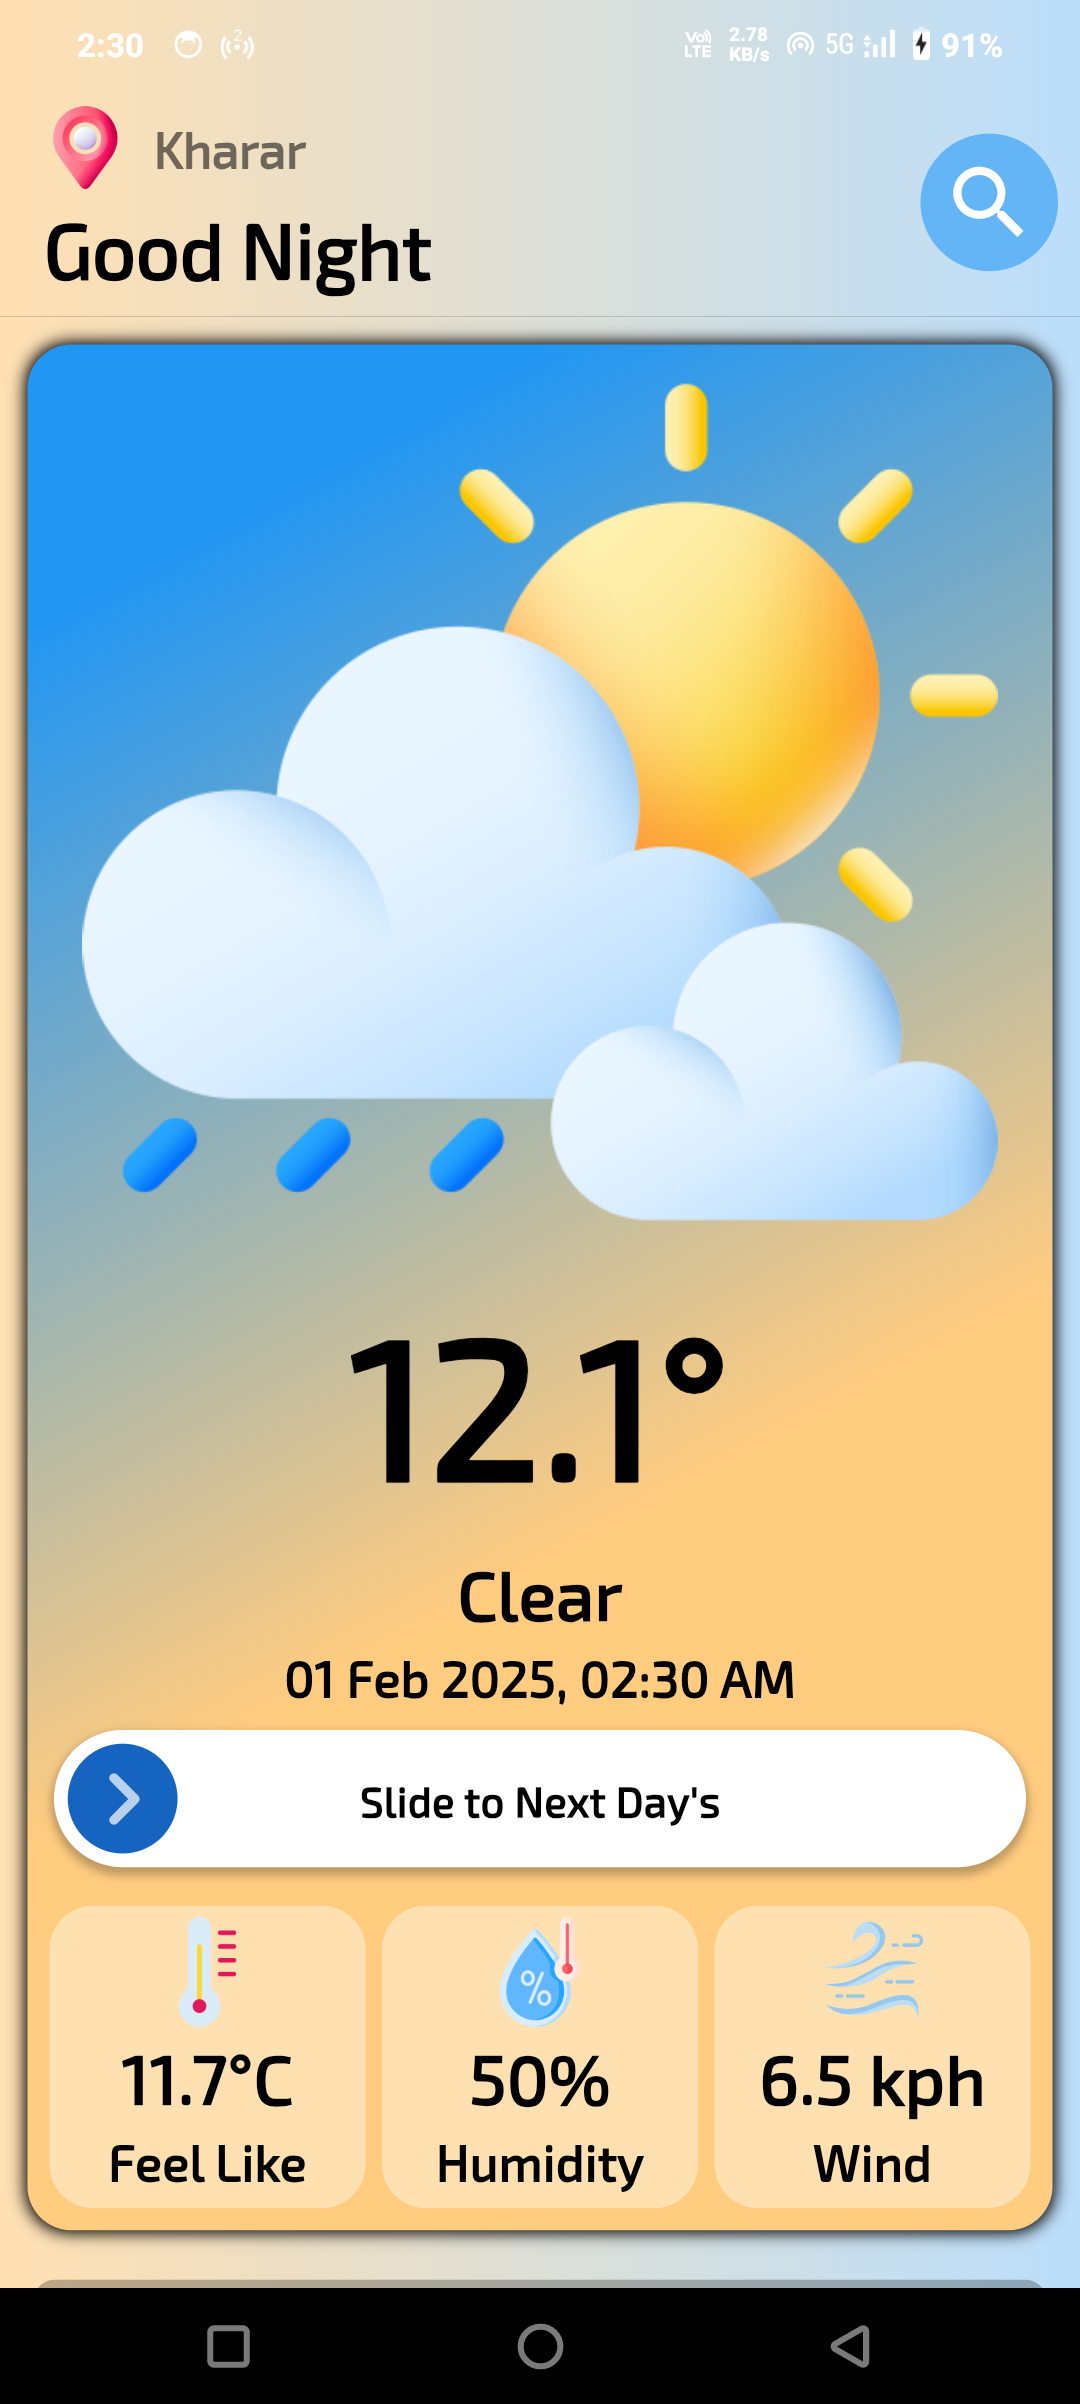 2:30 2 Vo) LTE 2.78 KB/s 5G 91%
Kharar
Good Night
12.1°
Clear
01 Feb 2025, 02:30 AM
Slide to Next Day's
%
11.7°C 50% 6.5 kph
Feel Like Humidity Wind